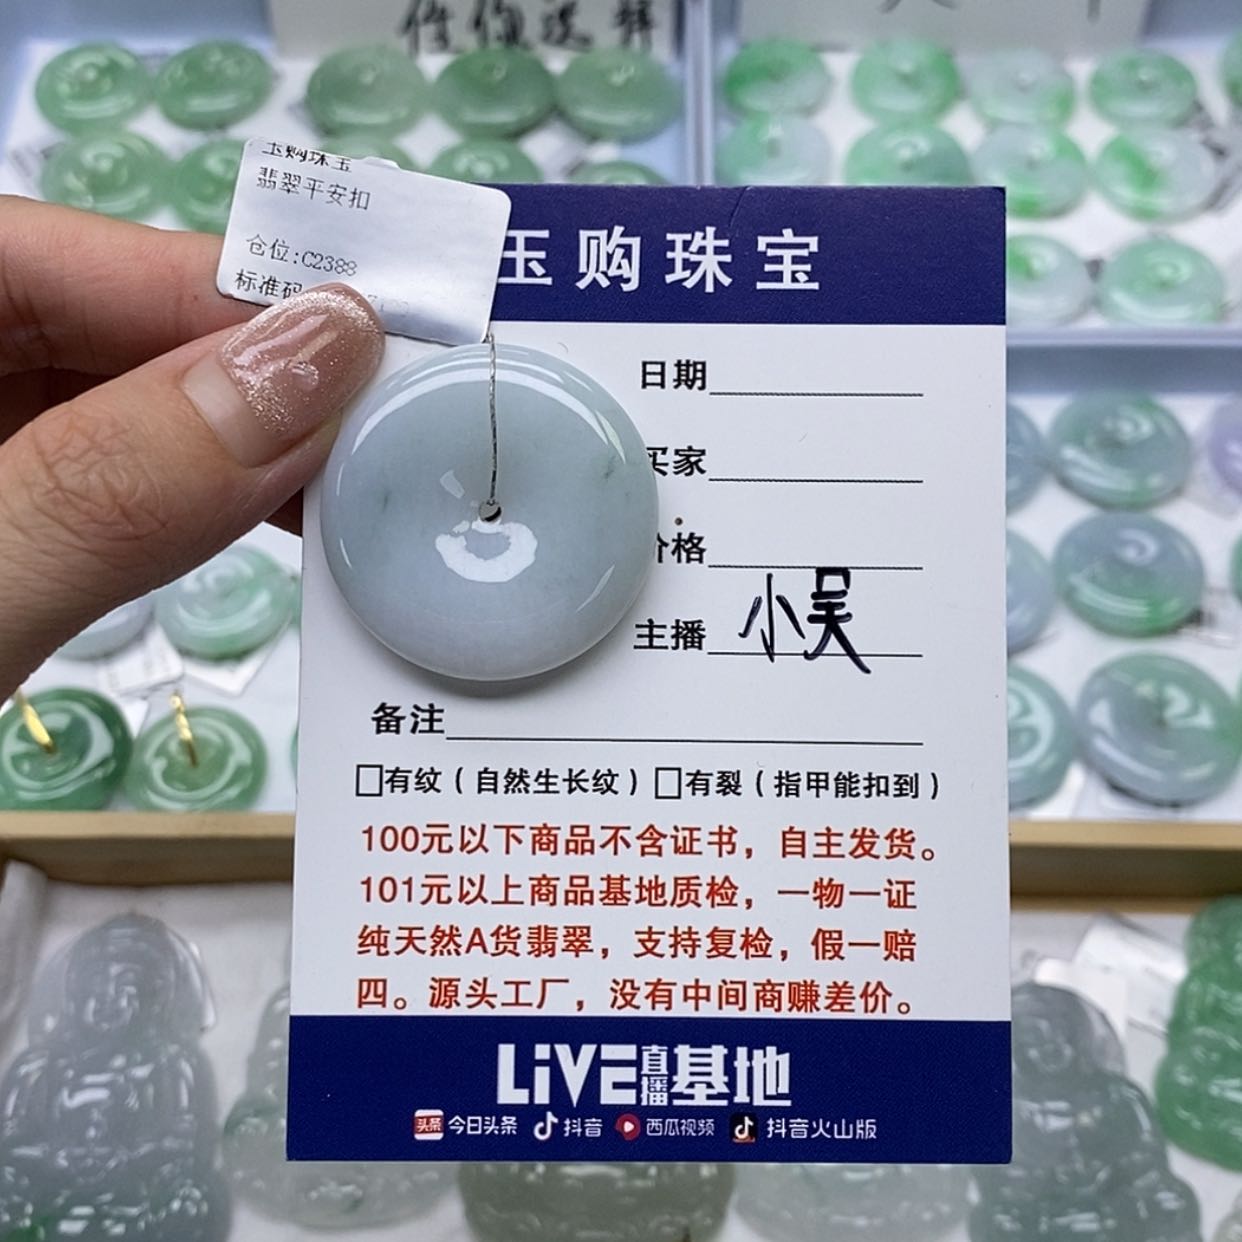 玉购珠宝
翡翠平安扣
仓位:C2388
标准码
玉购珠宝
日期
买家
价格
主播 小吴
备注
□有纹（自然生长纹）□有裂（指甲能扣到）
100元以下商品不含证书，自主发货。
101元以上商品基地质检，一物一证
纯天然A货翡翠，支持复检，假一赔
四。源头工厂，没有中间商赚差价。
LiVE直播基地
头条 今日头条 抖音 西瓜视频 抖音火山版